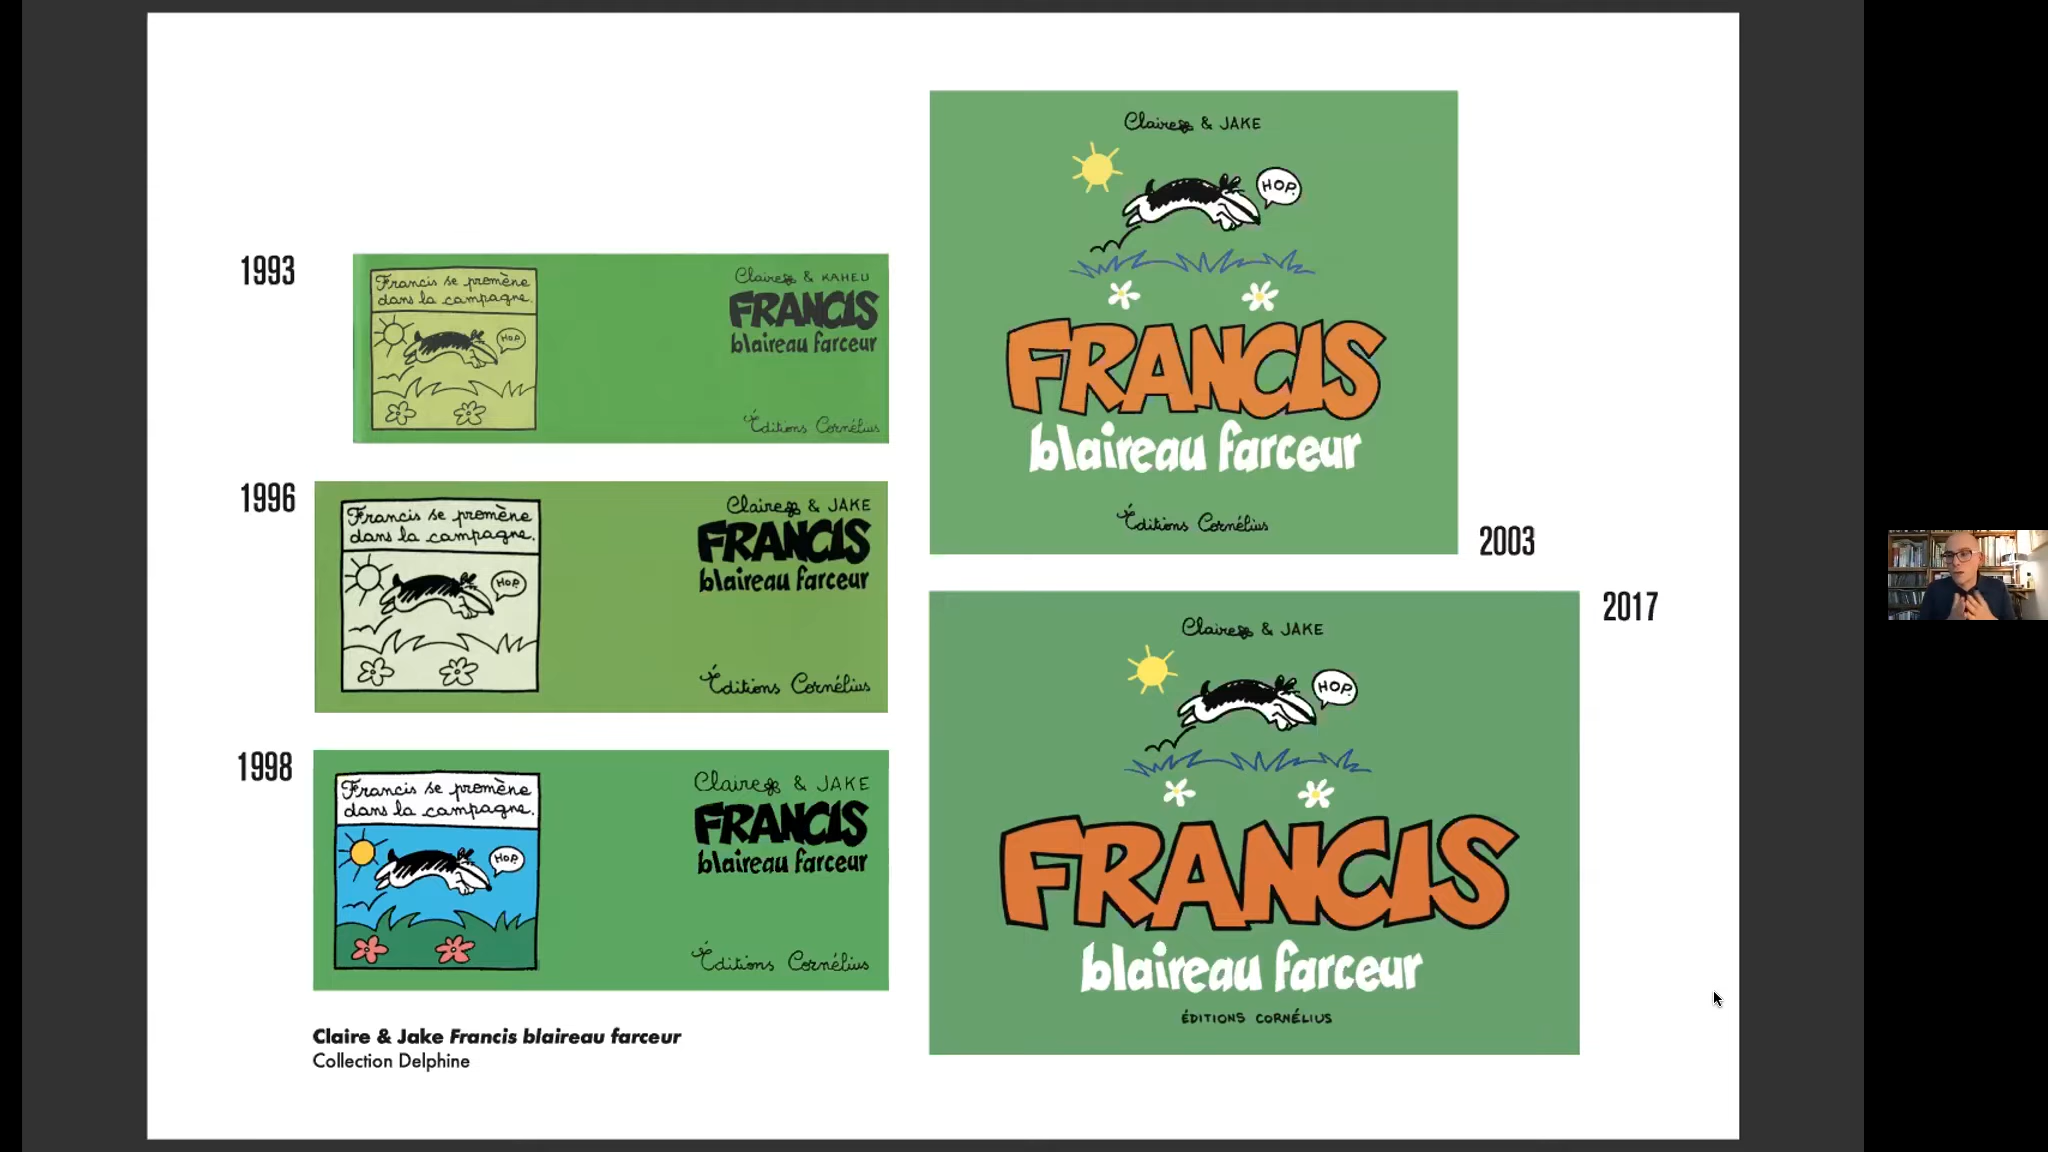 1993
Francis se promène
dans la campagne.
HOP.
Claire & KAHEU
FRANCIS
blaireau farceur
Éditions Cornélius
1996
Francis se promène
dans la campagne.
HOP.
Claire & JAKE
FRANCIS
blaireau farceur
Éditions Cornélius
1998
Francis se promène
dans la campagne.
HOP.
Claire & JAKE
FRANCIS
blaireau farceur
Éditions Cornélius
Claire & Jake Francis blaireau farceur
Collection Delphine
Claire & JAKE
HOP.
FRANCIS
blaireau farceur
Éditions Cornélius
2003
2017
Claire & JAKE
HOP.
FRANCIS
blaireau farceur
ÉDITIONS CORNÉLIUS